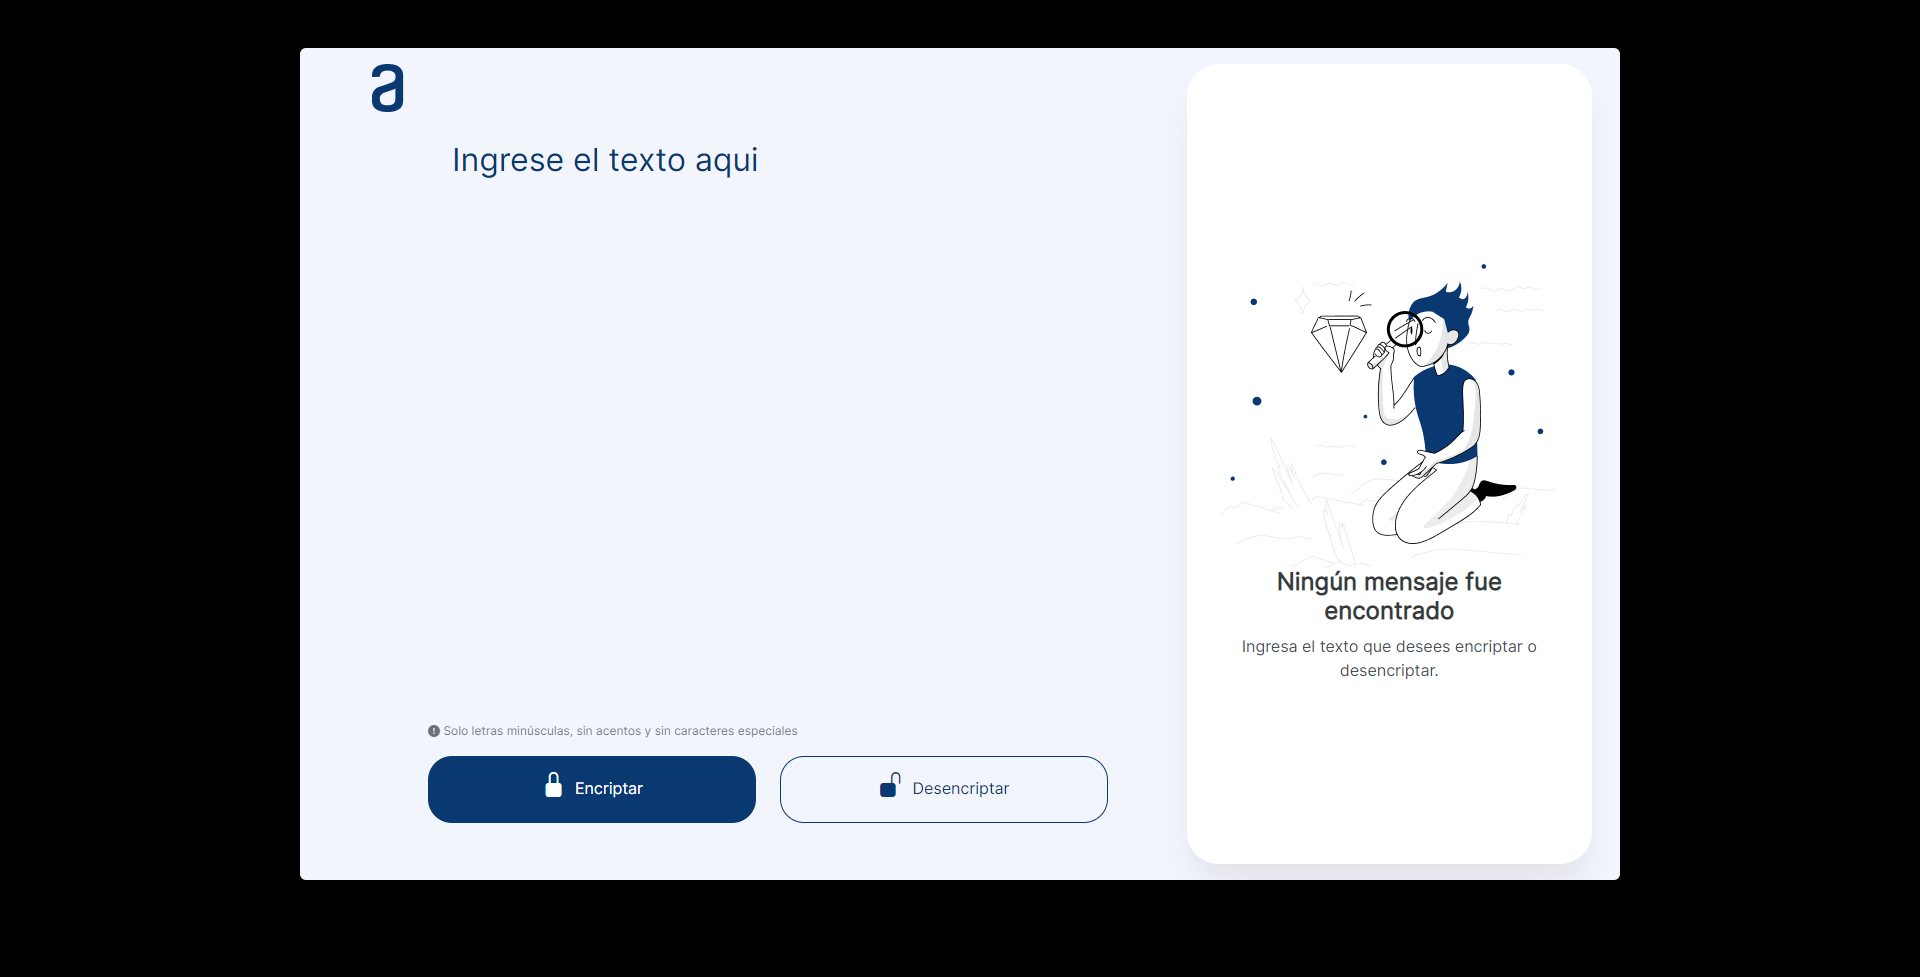 a
Ingrese el texto aqui
Ningún mensaje fue
encontrado
Ingresa el texto que desees encriptar o
desencriptar.
Solo letras minúsculas, sin acentos y sin caracteres especiales
Encriptar
Desencriptar